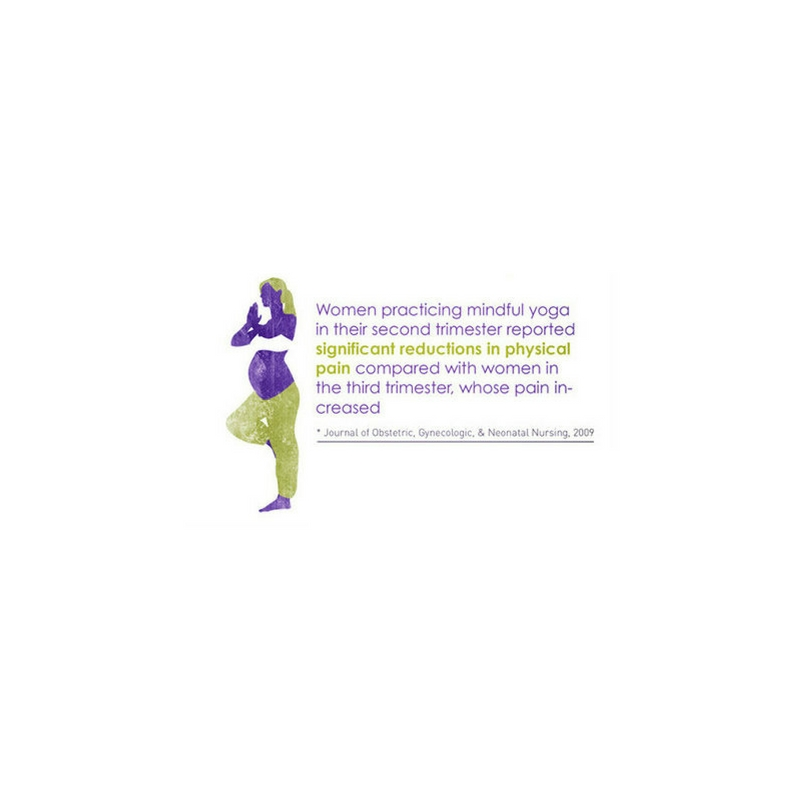 Women practicing mindful yoga
in their second trimester reported
significant reductions in physical
pain compared with women in
the third trimester, whose pain in-
creased
* Journal of Obstetric, Gynecologic, & Neonatal Nursing, 2009